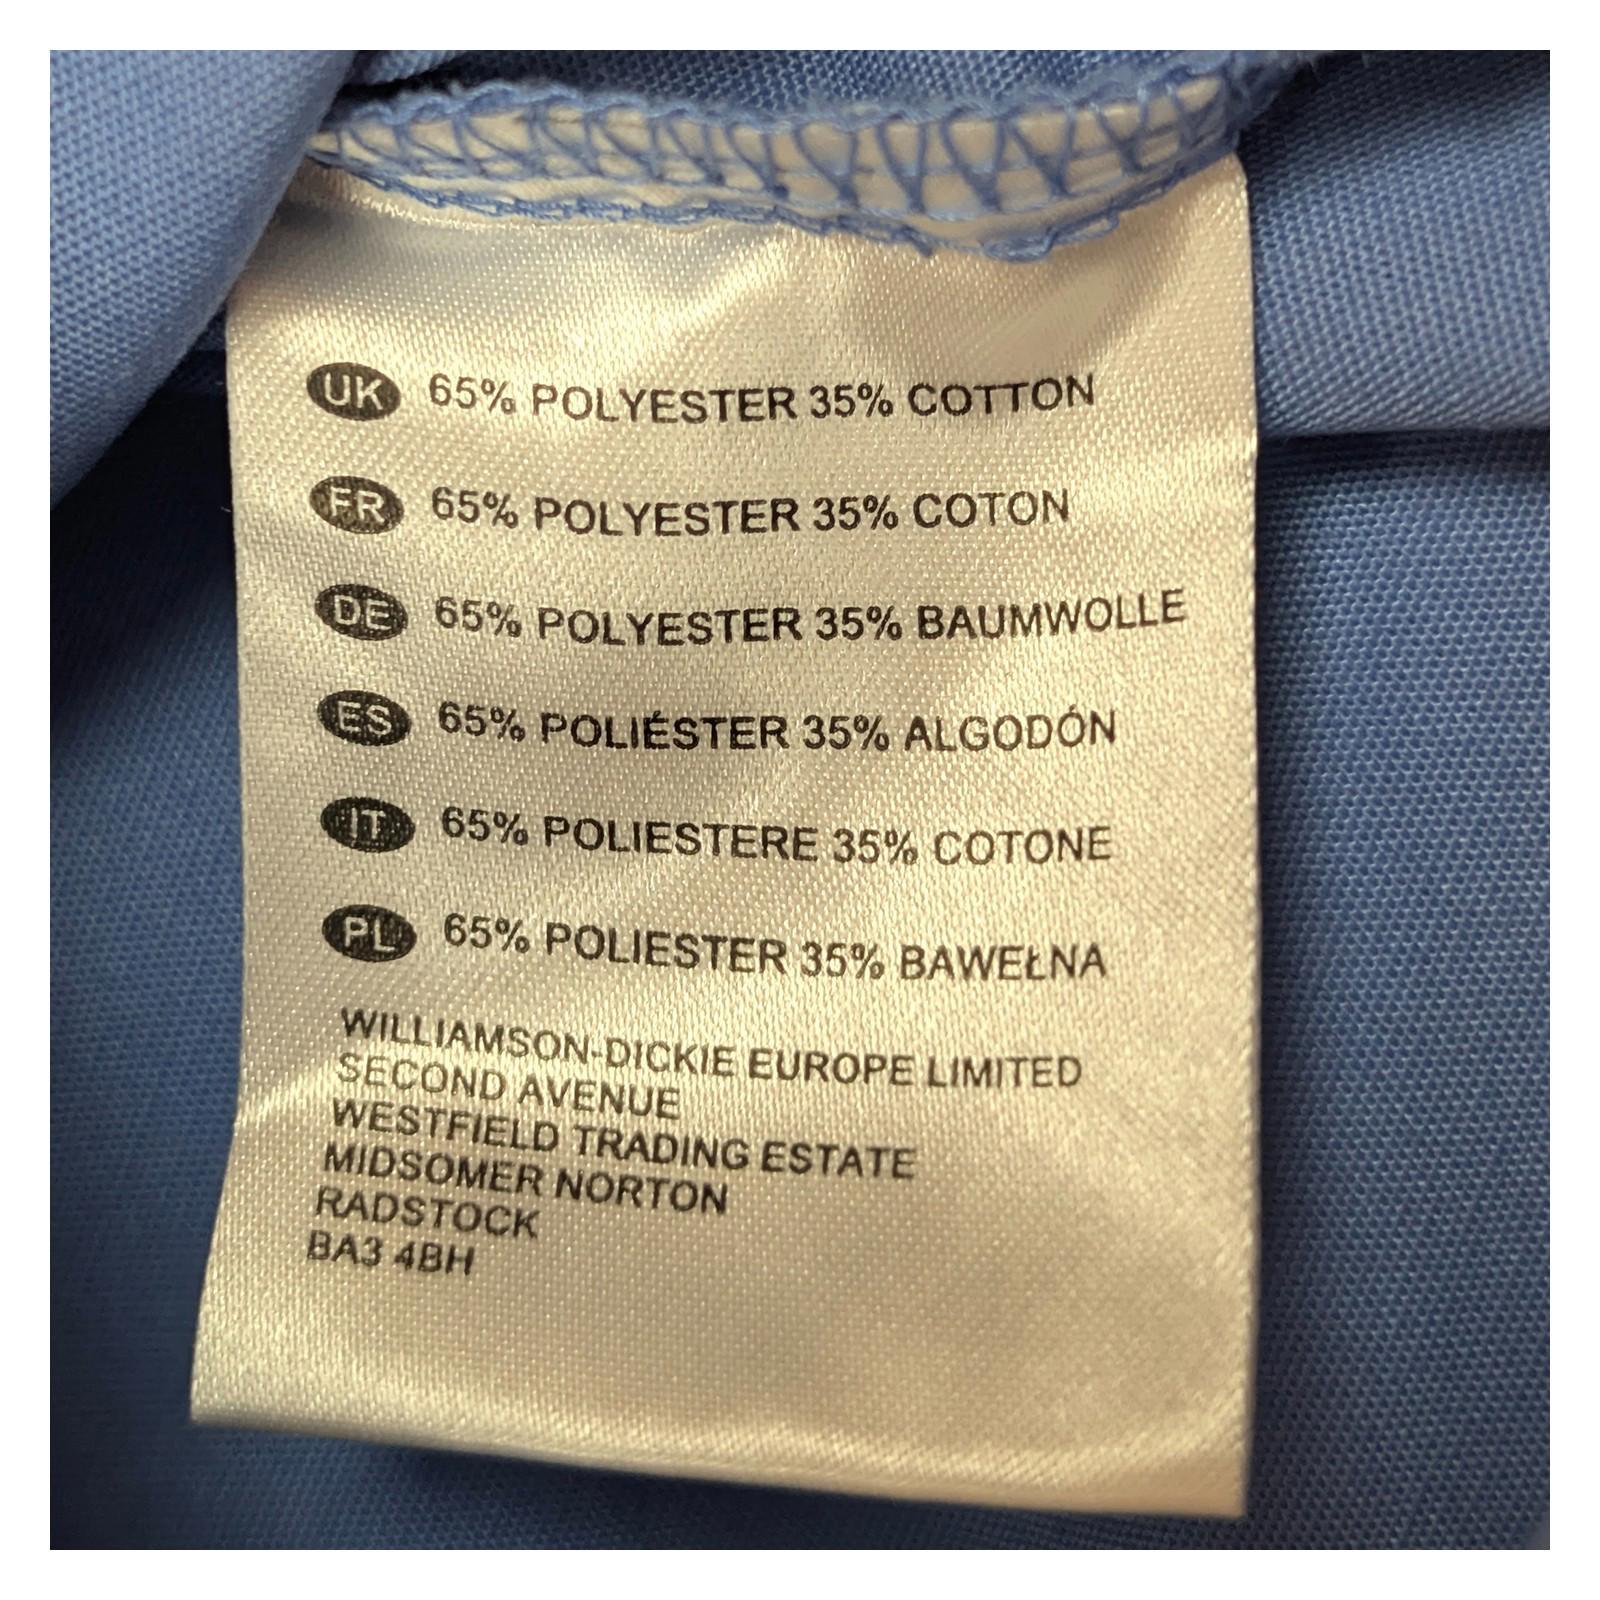 UK 65% POLYESTER 35% COTTON
FR 65% POLYESTER 35% COTON
DE 65% POLYESTER 35% BAUMWOLLE
ES 65% POLIÉSTER 35% ALGODÓN
IT 65% POLIESTERE 35% COTONE
PL 65% POLIESTER 35% BAWEŁNA
WILLIAMSON-DICKIE EUROPE LIMITED
SECOND AVENUE
WESTFIELD TRADING ESTATE
MIDSOMER NORTON
RADSTOCK
BA3 4BH